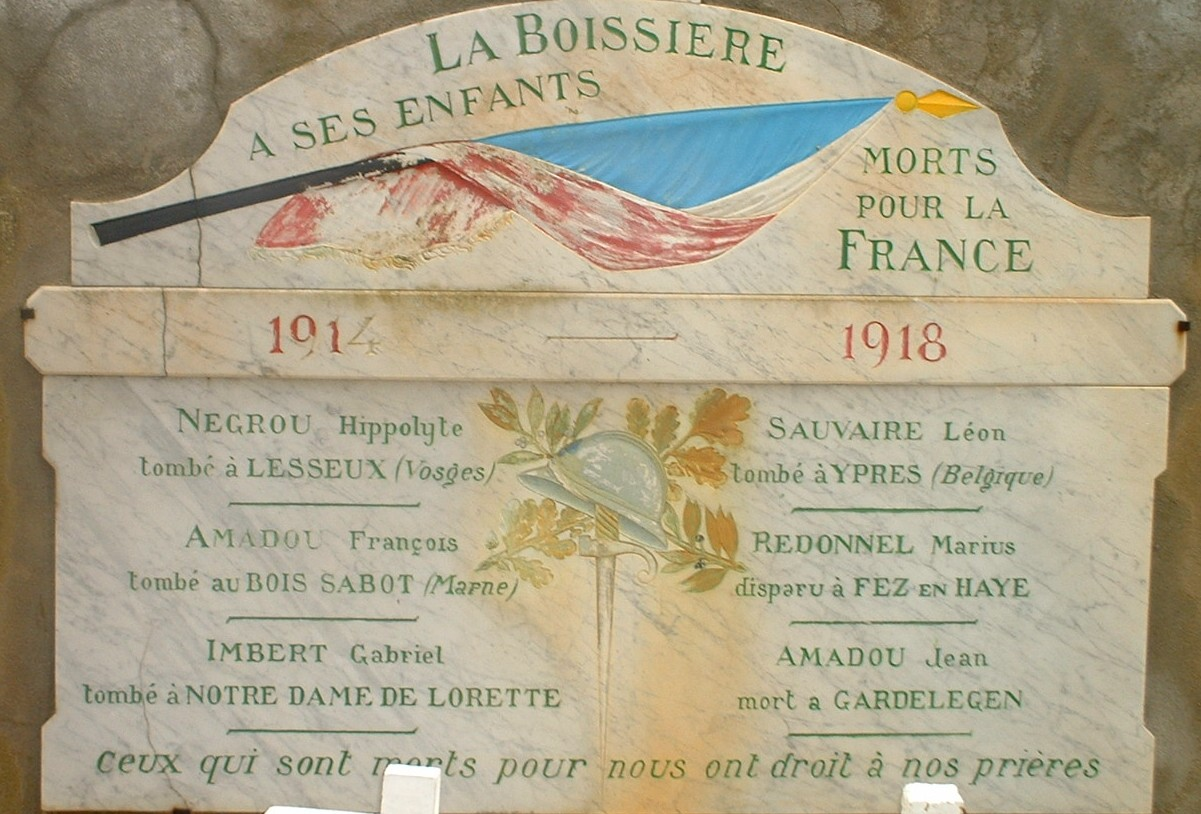 LA BOISSIERE
A SES ENFANTS
MORTS
POUR LA
FRANCE
1914 — 1918
NEGROU Hippolyte
tombé à LESSEUX (Vosges)
AMADOU François
tombé au BOIS SABOT (Marne)
IMBERT Gabriel
tombé à NOTRE DAME DE LORETTE
SAUVAIRE Léon
tombé à YPRES (Belgique)
REDONNEL Marius
disparu à FEZ EN HAYE
AMADOU Jean
mort a GARDELEGEN
Ceux qui sont morts pour nous ont droit à nos prières